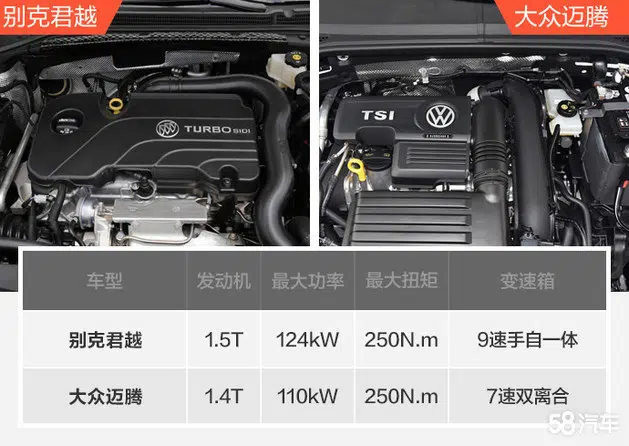 别克君越
大众迈腾
TURBO SIDI
TSI
车型 发动机 最大功率 最大扭矩 变速箱
别克君越 1.5T 124kW 250N.m 9速手自一体
大众迈腾 1.4T 110kW 250N.m 7速双离合
58汽车